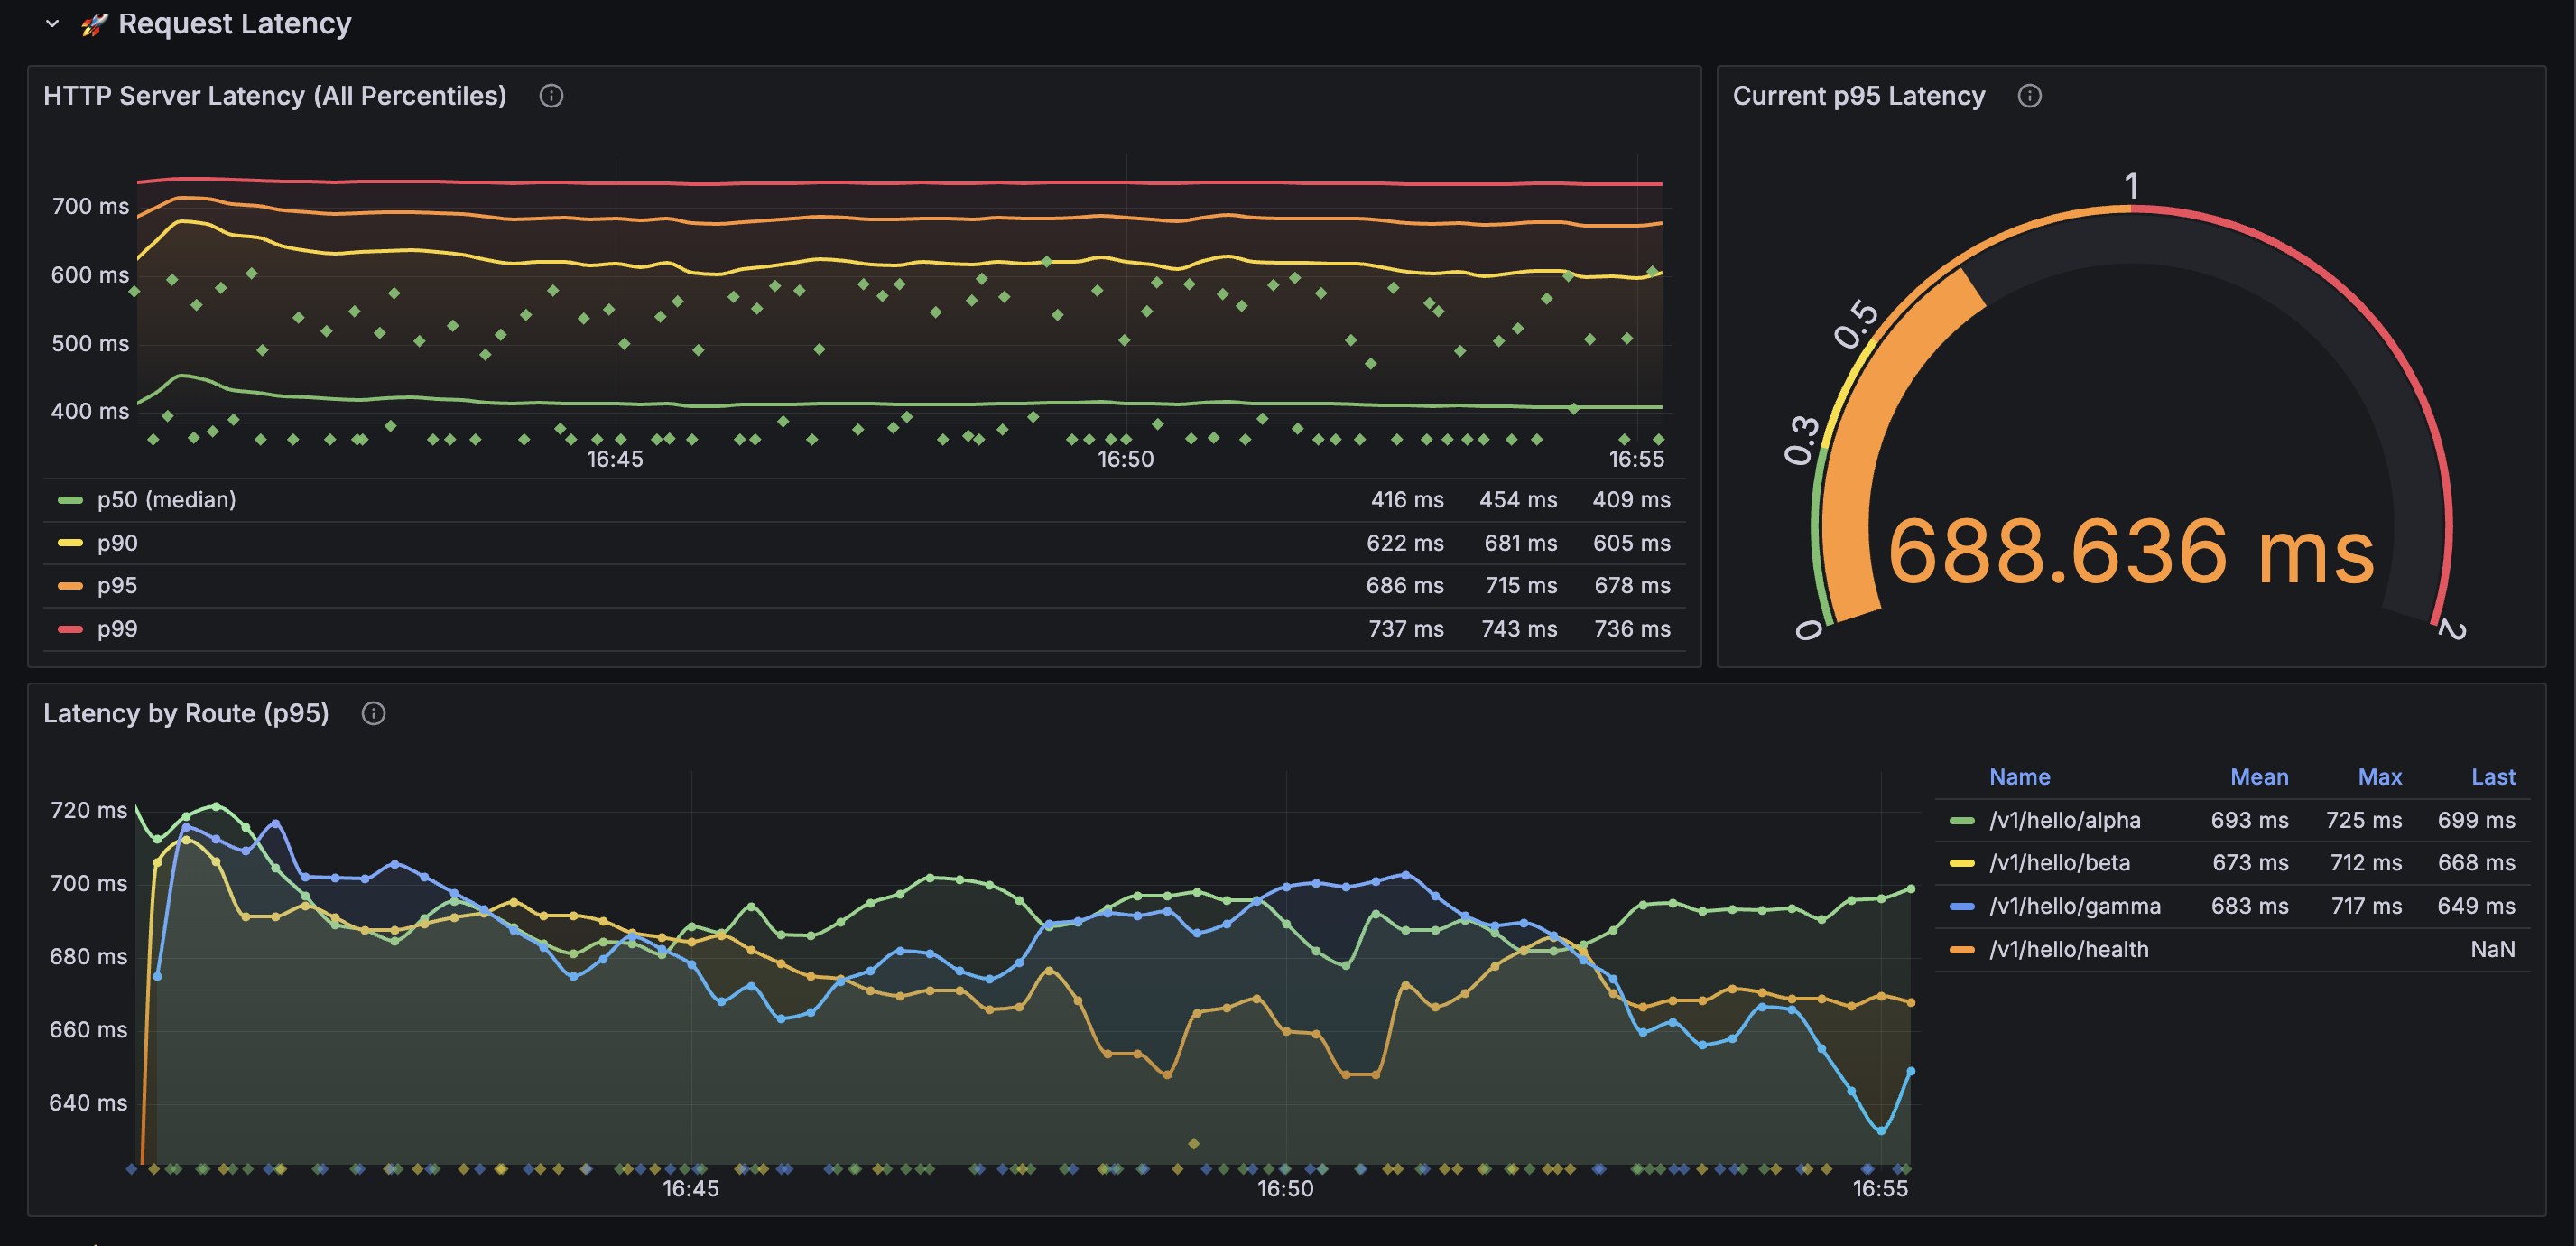 🚀 Request Latency
HTTP Server Latency (All Percentiles)
700 ms
600 ms
500 ms
400 ms
16:45 16:50 16:55
p50 (median) 416 ms 454 ms 409 ms
p90 622 ms 681 ms 605 ms
p95 686 ms 715 ms 678 ms
p99 737 ms 743 ms 736 ms
Current p95 Latency
0
0.3
0.5
1
2
688.636 ms
Latency by Route (p95)
720 ms
700 ms
680 ms
660 ms
640 ms
16:45 16:50 16:55
Name Mean Max Last
/v1/hello/alpha 693 ms 725 ms 699 ms
/v1/hello/beta 673 ms 712 ms 668 ms
/v1/hello/gamma 683 ms 717 ms 649 ms
/v1/hello/health NaN